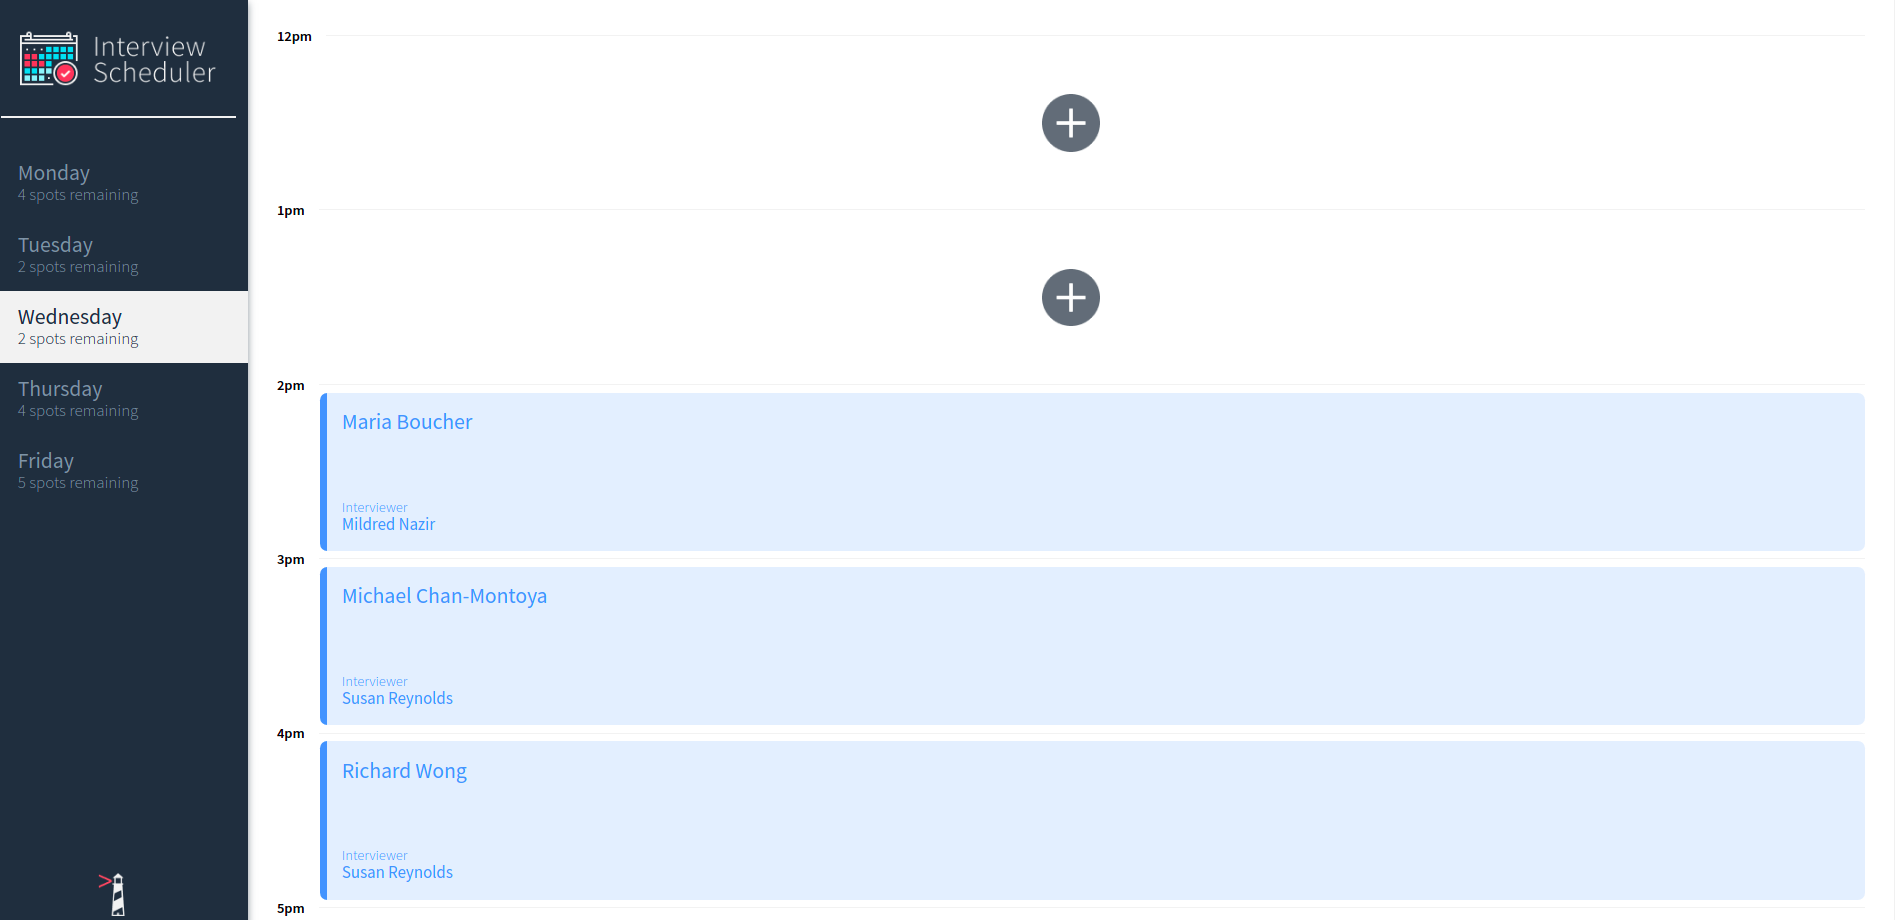 Interview
Scheduler
Monday
4 spots remaining
Tuesday
2 spots remaining
Wednesday
2 spots remaining
Thursday
4 spots remaining
Friday
5 spots remaining
12pm
1pm
2pm
Maria Boucher
Interviewer
Mildred Nazir
3pm
Michael Chan-Montoya
Interviewer
Susan Reynolds
4pm
Richard Wong
Interviewer
Susan Reynolds
5pm